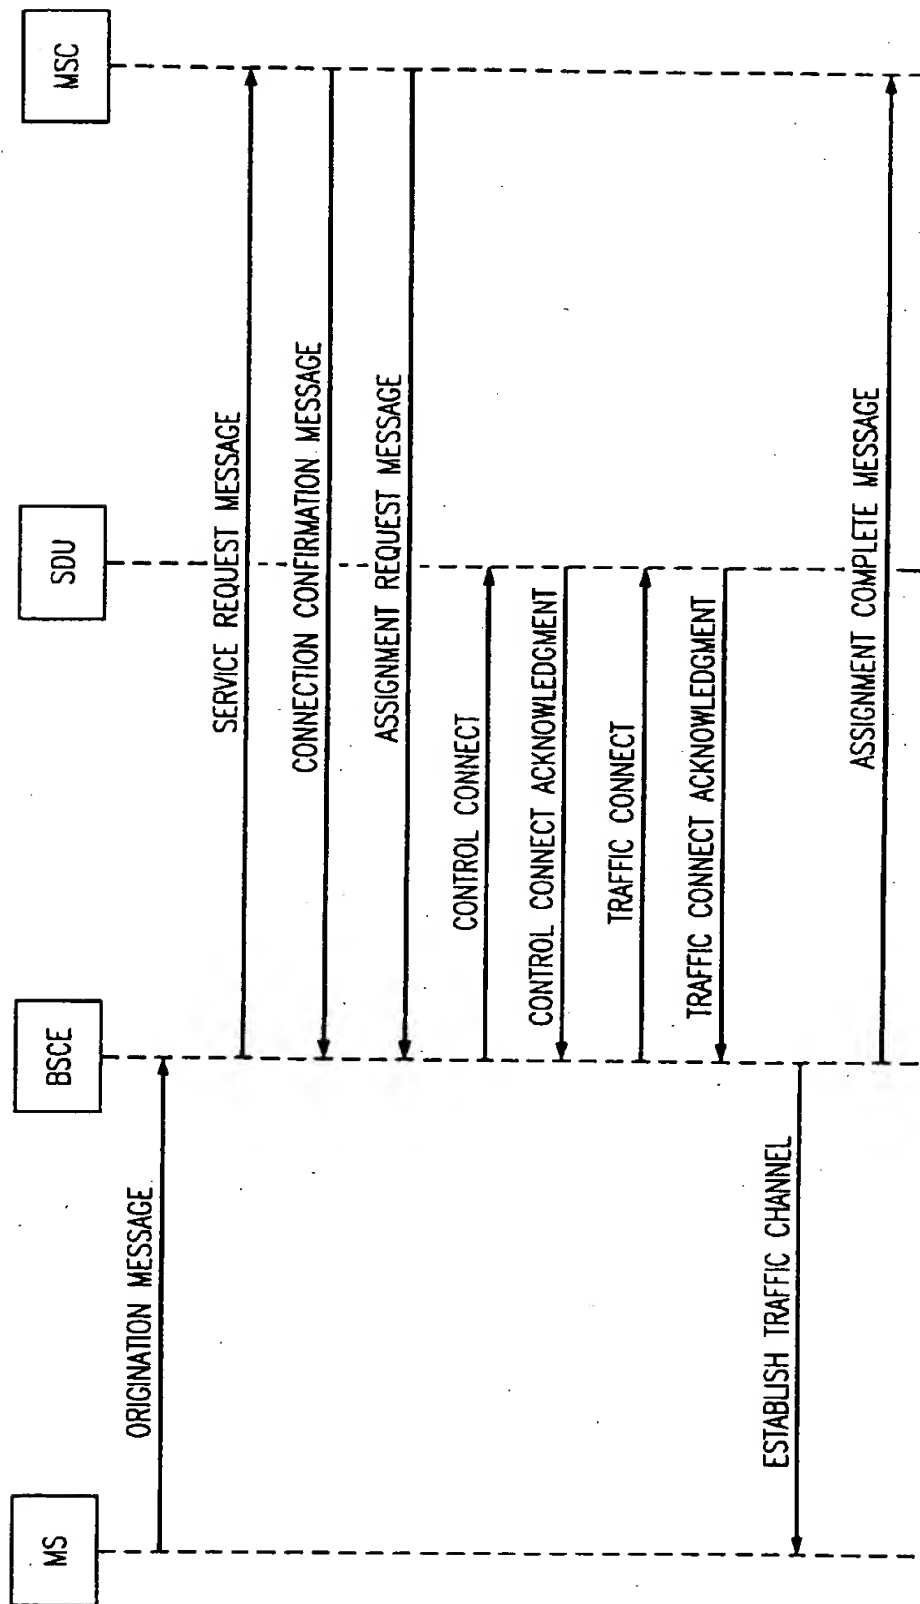 MS
BSCE
SDU
MSC
ORIGINATION MESSAGE
SERVICE REQUEST MESSAGE
CONNECTION CONFIRMATION MESSAGE
ASSIGNMENT REQUEST MESSAGE
CONTROL CONNECT
CONTROL CONNECT ACKNOWLEDGMENT
TRAFFIC CONNECT
TRAFFIC CONNECT ACKNOWLEDGMENT
ESTABLISH TRAFFIC CHANNEL
ASSIGNMENT COMPLETE MESSAGE